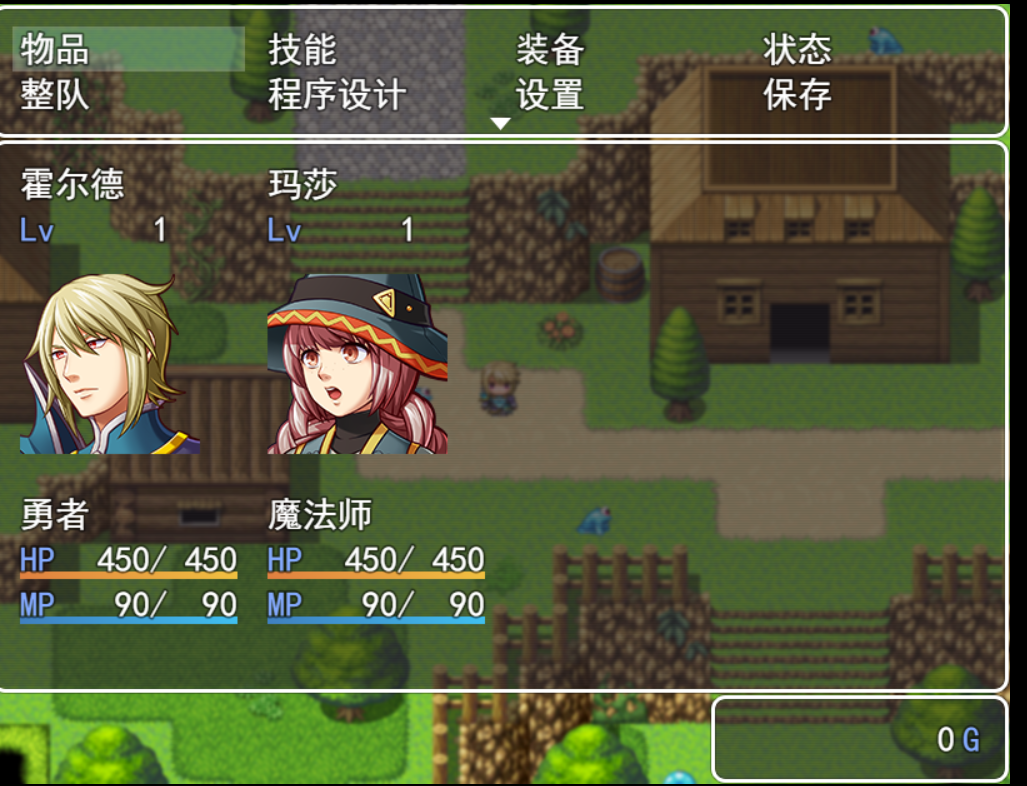 物品 技能 装备 状态
整队 程序设计 设置 保存
霍尔德 玛莎
Lv 1 Lv 1
勇者 魔法师
HP 450/ 450 HP 450/ 450
MP 90/ 90 MP 90/ 90
0 G